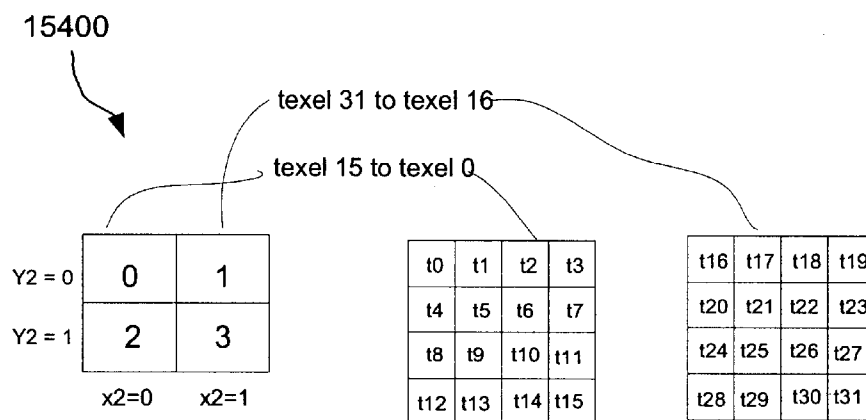 15400
texel 31 to texel 16
texel 15 to texel 0
Y2 = 0 0 1
Y2 = 1 2 3
x2=0 x2=1
t0 t1 t2 t3
t4 t5 t6 t7
t8 t9 t10 t11
t12 t13 t14 t15
t16 t17 t18 t19
t20 t21 t22 t23
t24 t25 t26 t27
t28 t29 t30 t31